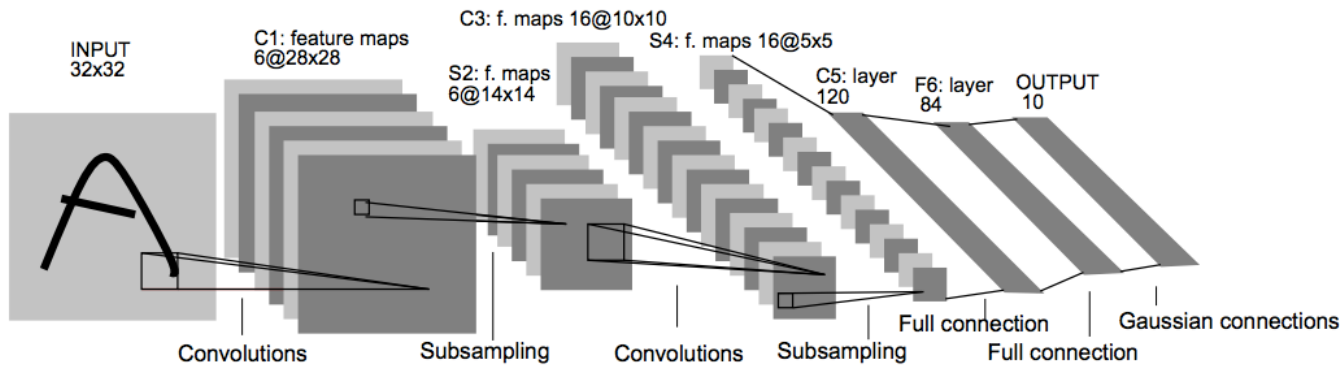 INPUT
32x32
C1: feature maps
6@28x28
S2: f. maps
6@14x14
C3: f. maps 16@10x10
S4: f. maps 16@5x5
C5: layer
120
F6: layer
84
OUTPUT
10
Convolutions
Subsampling
Convolutions
Subsampling
Full connection
Full connection
Gaussian connections
A